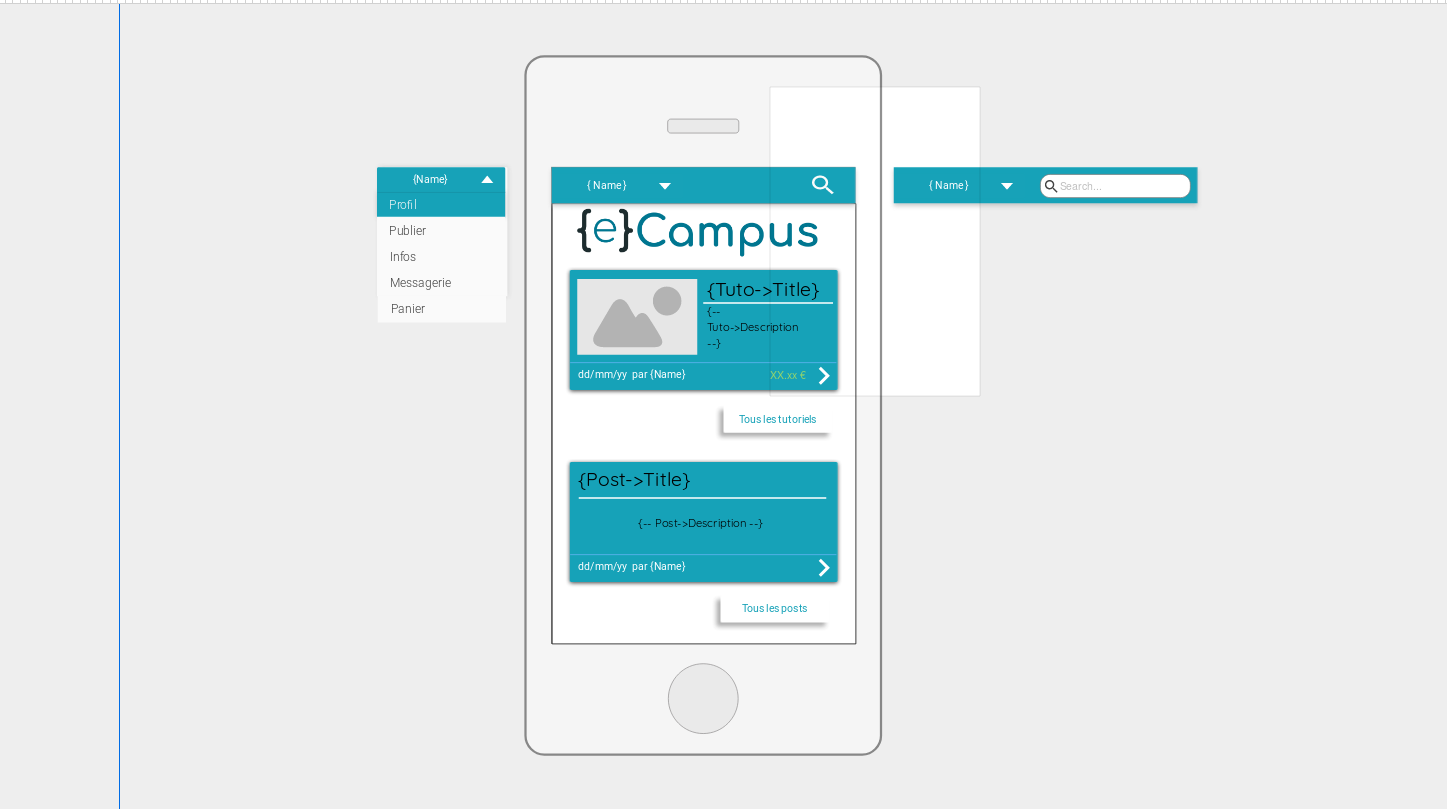 {Name}
Profil
Publier
Infos
Messagerie
Panier
{ Name }
{e}Campus
{Tuto->Title}
{--
Tuto->Description
--}
dd/mm/yy par {Name}
XX.xx €
Tous les tutoriels
{Post->Title}
{-- Post->Description --}
dd/mm/yy par {Name}
Tous les posts
{ Name }
Search...